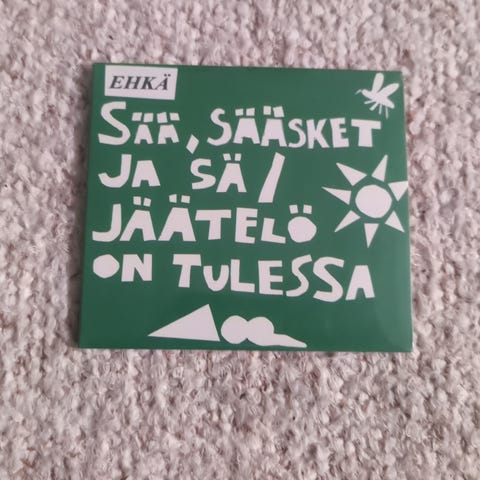 EHKÄ
SÄÄ, SÄÄSKET
JA SÄ /
JÄÄTELÖ
ON TULESSA